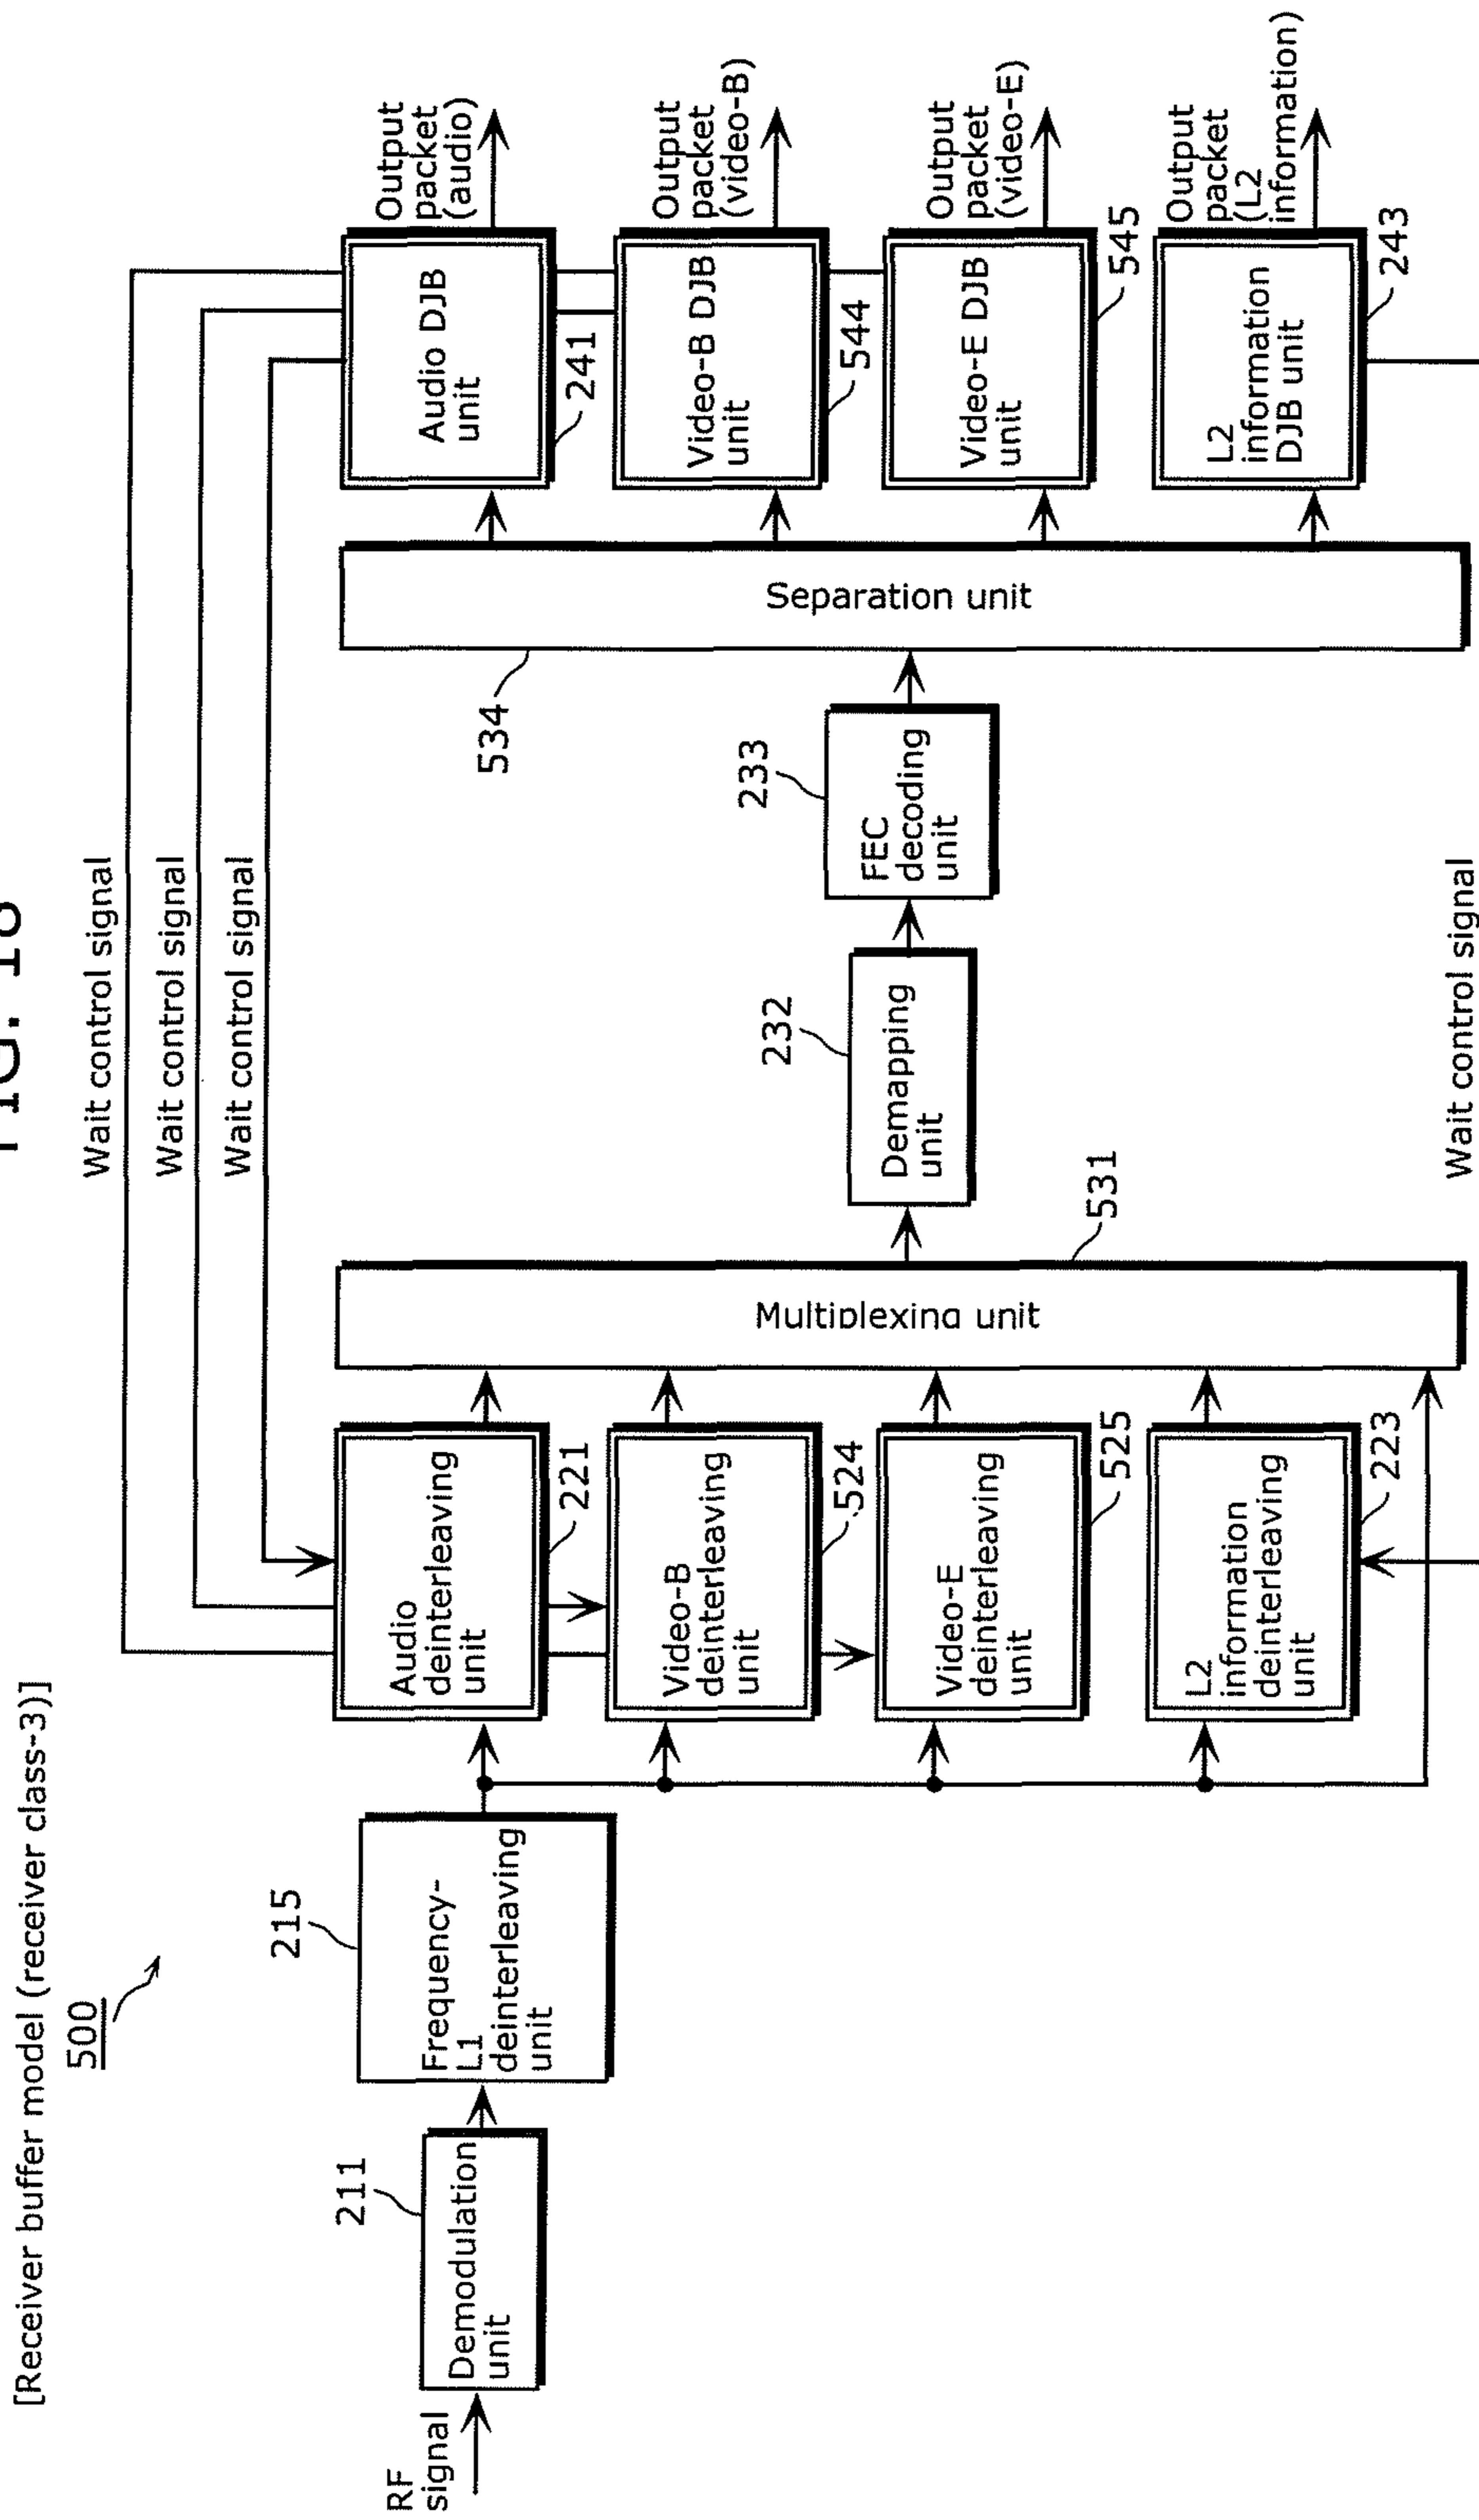 [Receiver buffer model (receiver class-3)]
500
RF
signal
211
Demodulation
unit
215
Frequency-
L1
deinterleaving
unit
Wait control signal
Wait control signal
Wait control signal
Audio
deinterleaving
unit
221
Video-B
deinterleaving
unit
524
Video-E
deinterleaving
unit
525
L2
information
deinterleaving
unit
223
Multiplexing unit
531
232
Demapping
unit
233
FEC
decoding
unit
534
Separation unit
Audio DJB
unit
241
Video-B DJB
unit
544
Video-E DJB
unit
545
L2
information
DJB unit
243
Output
packet
(audio)
Output
packet
(video-B)
Output
packet
(video-E)
Output
packet
(L2
information)
Wait control signal